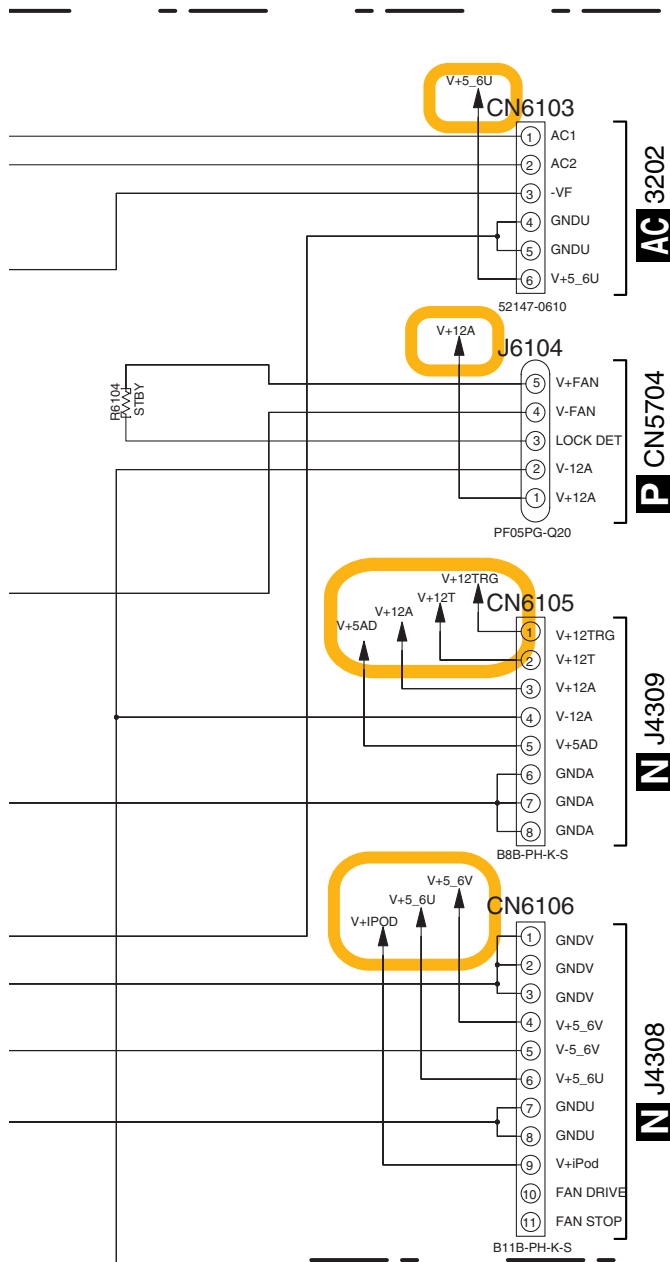 V+5_6U
CN6103
1 AC1
2 AC2
3 -VF
4 GNDU
5 GNDU
6 V+5_6U
52147-0610
AC 3202
V+12A
J6104
R6104
STBY
5 V+FAN
4 V-FAN
3 LOCK DET
2 V-12A
1 V+12A
PF05PG-Q20
P CN5704
V+12TRG
V+12T
V+12A
V+5AD
CN6105
1 V+12TRG
2 V+12T
3 V+12A
4 V-12A
5 V+5AD
6 GNDA
7 GNDA
8 GNDA
B8B-PH-K-S
N J4309
V+5_6V
V+5_6U
V+IPOD
CN6106
1 GNDV
2 GNDV
3 GNDV
4 V+5_6V
5 V-5_6V
6 V+5_6U
7 GNDU
8 GNDU
9 V+iPod
10 FAN DRIVE
11 FAN STOP
B11B-PH-K-S
N J4308